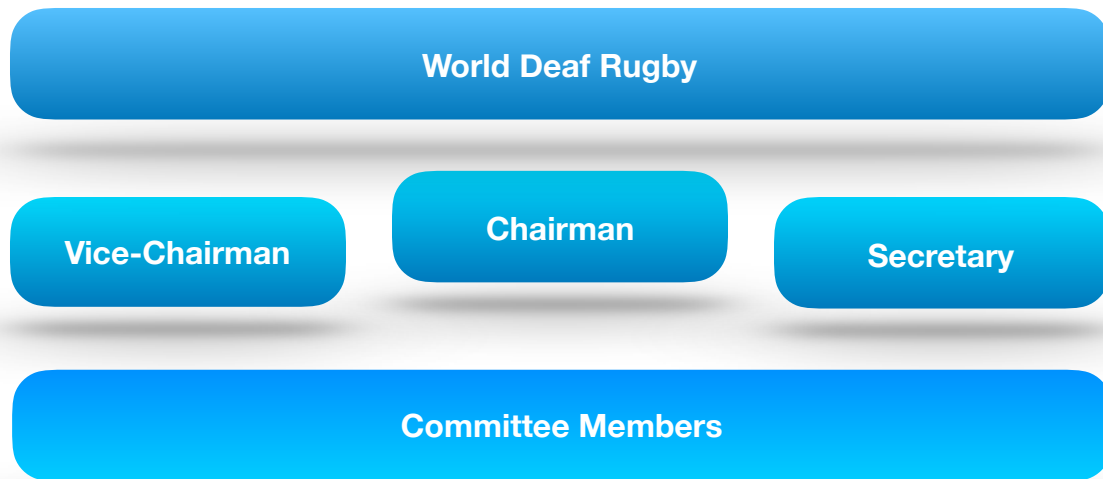 World Deaf Rugby
Vice-Chairman
Chairman
Secretary
Committee Members